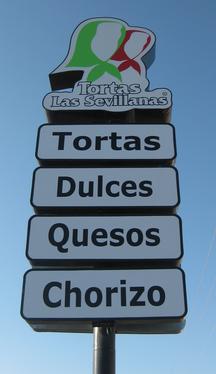 Tortas
Las Sevillanas
Tortas
Dulces
Quesos
Chorizo